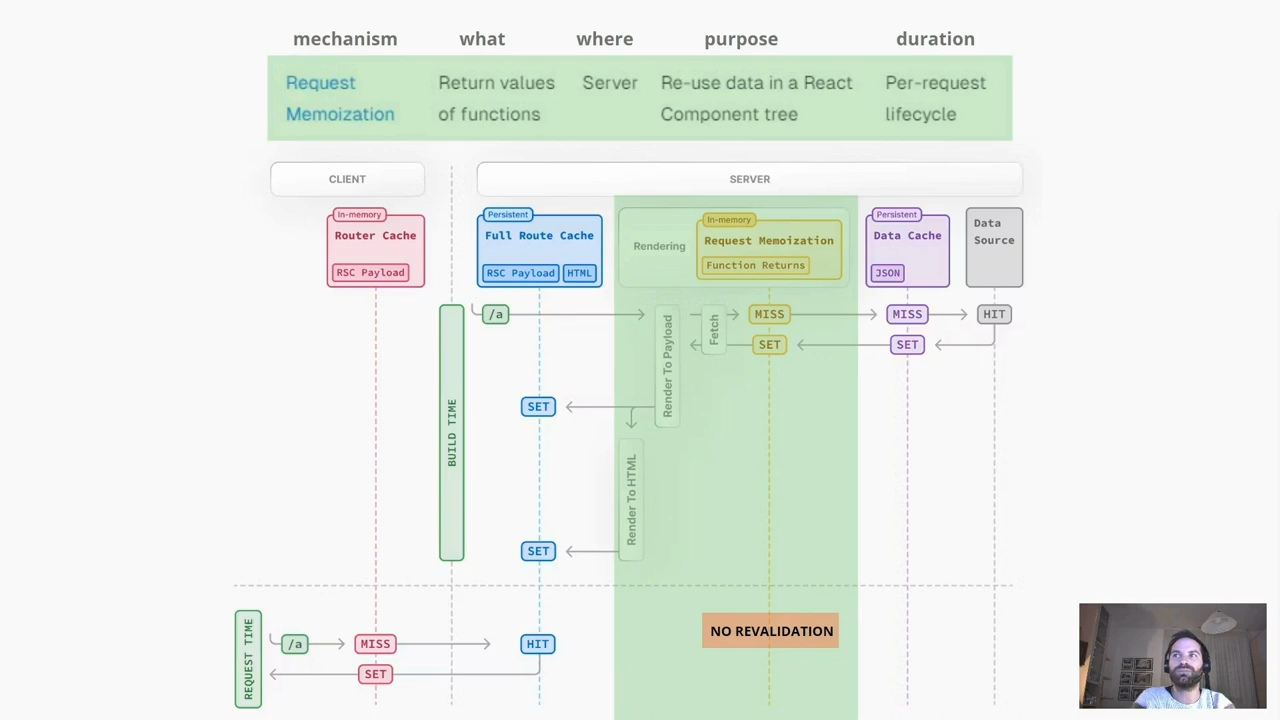 mechanism what where purpose duration
Request Return values Server Re-use data in a React Per-request
Memoization of functions Component tree lifecycle
CLIENT SERVER
In-memory Persistent In-memory Persistent
Router Cache Full Route Cache Rendering Request Memoization Data Cache Data
Source
RSC Payload RSC Payload HTML Function Returns JSON
/a MISS MISS HIT
Fetch
SET SET
Render To Payload
SET
BUILD TIME
Render To HTML
SET
NO REVALIDATION
REQUEST TIME
/a MISS HIT
SET